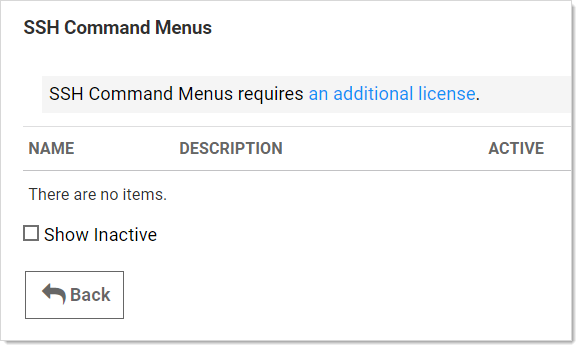 SSH Command Menus
SSH Command Menus requires an additional license.
NAME DESCRIPTION ACTIVE
There are no items.
Show Inactive
Back